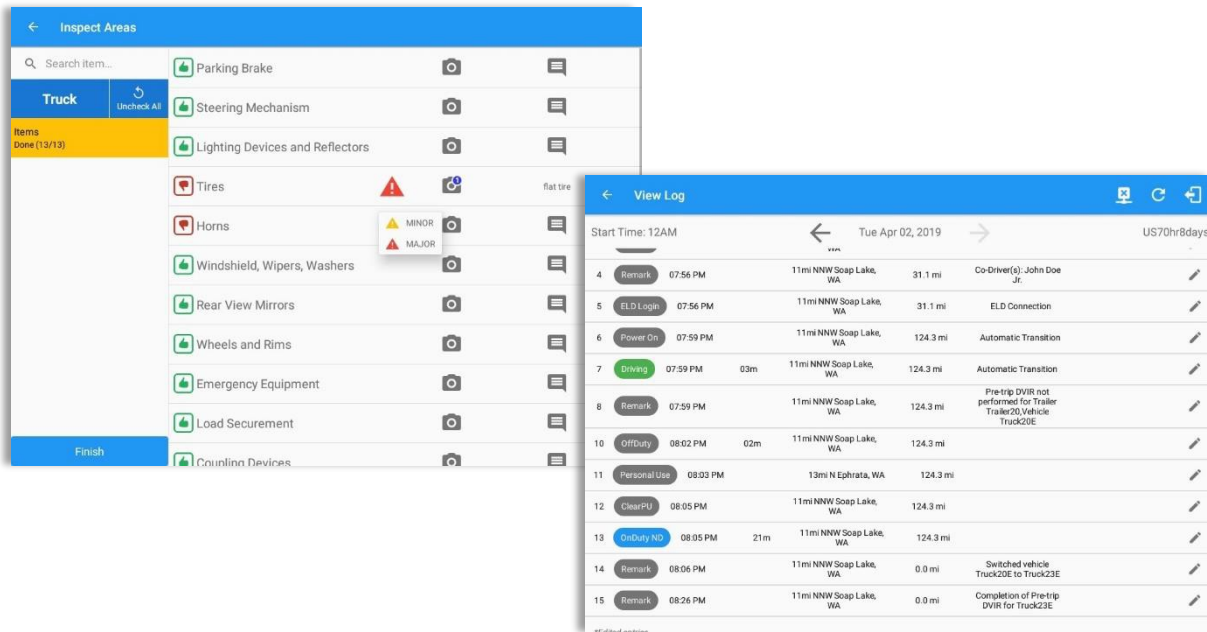 Inspect Areas
Search item...
Truck
Uncheck All
Items
Done (13/13)
Finish
Parking Brake
Steering Mechanism
Lighting Devices and Reflectors
Tires
1
flat tire
Horns
MINOR
MAJOR
Windshield, Wipers, Washers
Rear View Mirrors
Wheels and Rims
Emergency Equipment
Load Securement
Coupling Devices
View Log
Start Time: 12AM
Tue Apr 02, 2019
US70hr8days
WA
4 Remark 07:56 PM 11mi NNW Soap Lake, 31.1 mi Co-Driver(s): John Doe
WA Jr.
5 ELD Login 07:56 PM 11mi NNW Soap Lake, 31.1 mi ELD Connection
WA
6 Power On 07:59 PM 11mi NNW Soap Lake, 124.3 mi Automatic Transition
WA
7 Driving 07:59 PM 03m 11mi NNW Soap Lake, 124.3 mi Automatic Transition
WA
8 Remark 07:59 PM 11mi NNW Soap Lake, 124.3 mi Pre-trip DVIR not
WA performed for Trailer
Trailer20,Vehicle
Truck20E
10 OffDuty 08:02 PM 02m 11mi NNW Soap Lake, 124.3 mi
WA
11 Personal Use 08:03 PM 13mi N Ephrata, WA 124.3 mi
12 ClearPU 08:05 PM 11mi NNW Soap Lake, 124.3 mi
WA
13 OnDuty ND 08:05 PM 21m 11mi NNW Soap Lake, 124.3 mi
WA
14 Remark 08:06 PM 11mi NNW Soap Lake, 0.0 mi Switched vehicle
WA Truck20E to Truck23E
15 Remark 08:26 PM 11mi NNW Soap Lake, 0.0 mi Completion of Pre-trip
WA DVIR for Truck23E
*Edited entries